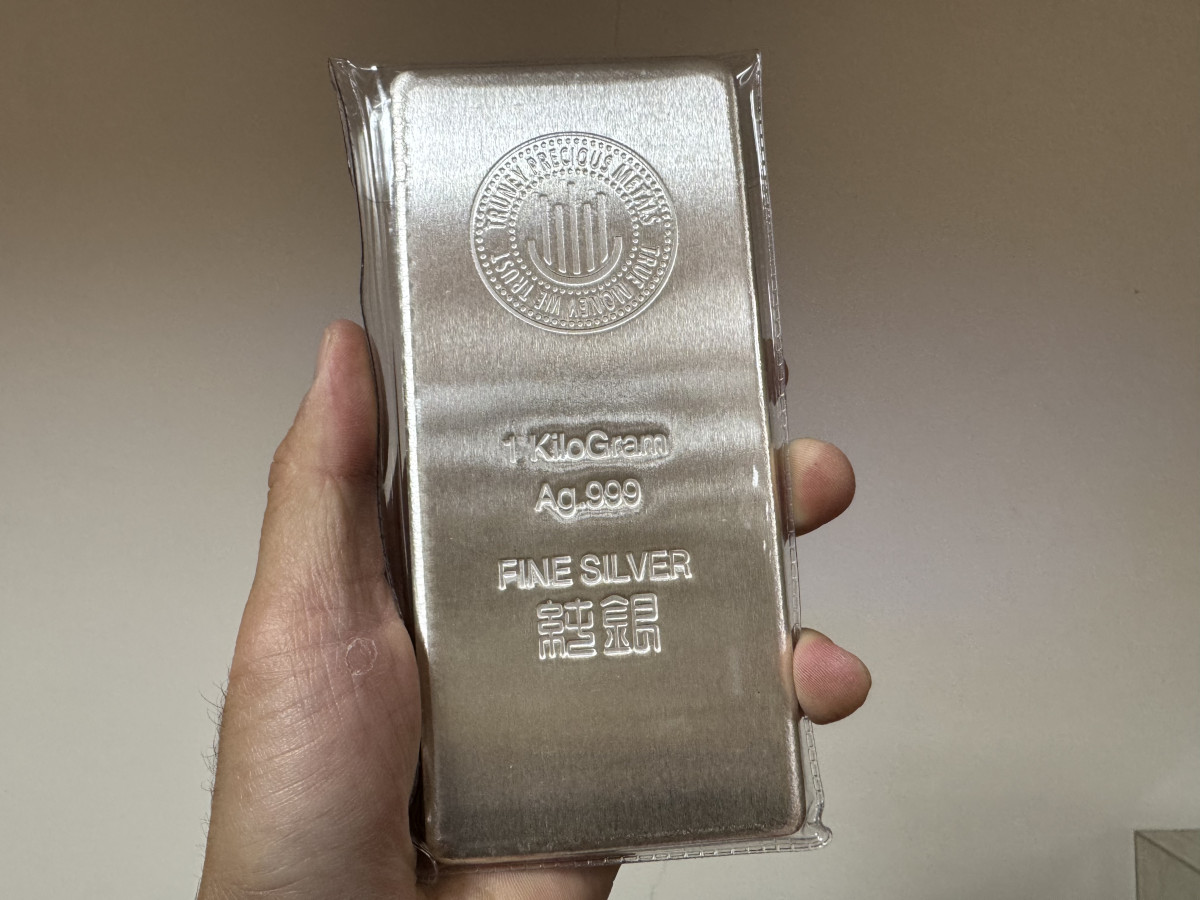 TRUNEY PRECIOUS METALS
TRUE MONEY WE TRUST
1 KiloGram
Ag.999
FINE SILVER
純銀